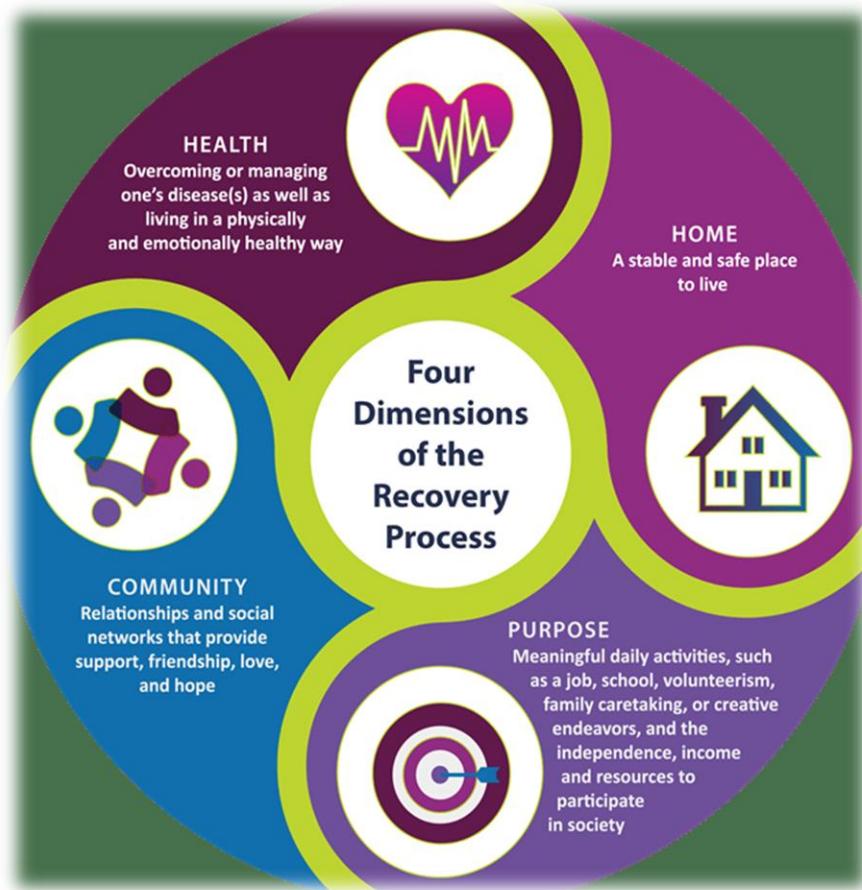 HEALTH
Overcoming or managing
one's disease(s) as well as
living in a physically
and emotionally healthy way
HOME
A stable and safe place
to live
Four
Dimensions
of the
Recovery
Process
COMMUNITY
Relationships and social
networks that provide
support, friendship, love,
and hope
PURPOSE
Meaningful daily activities, such
as a job, school, volunteerism,
family caretaking, or creative
endeavors, and the
independence, income
and resources to
participate
in society